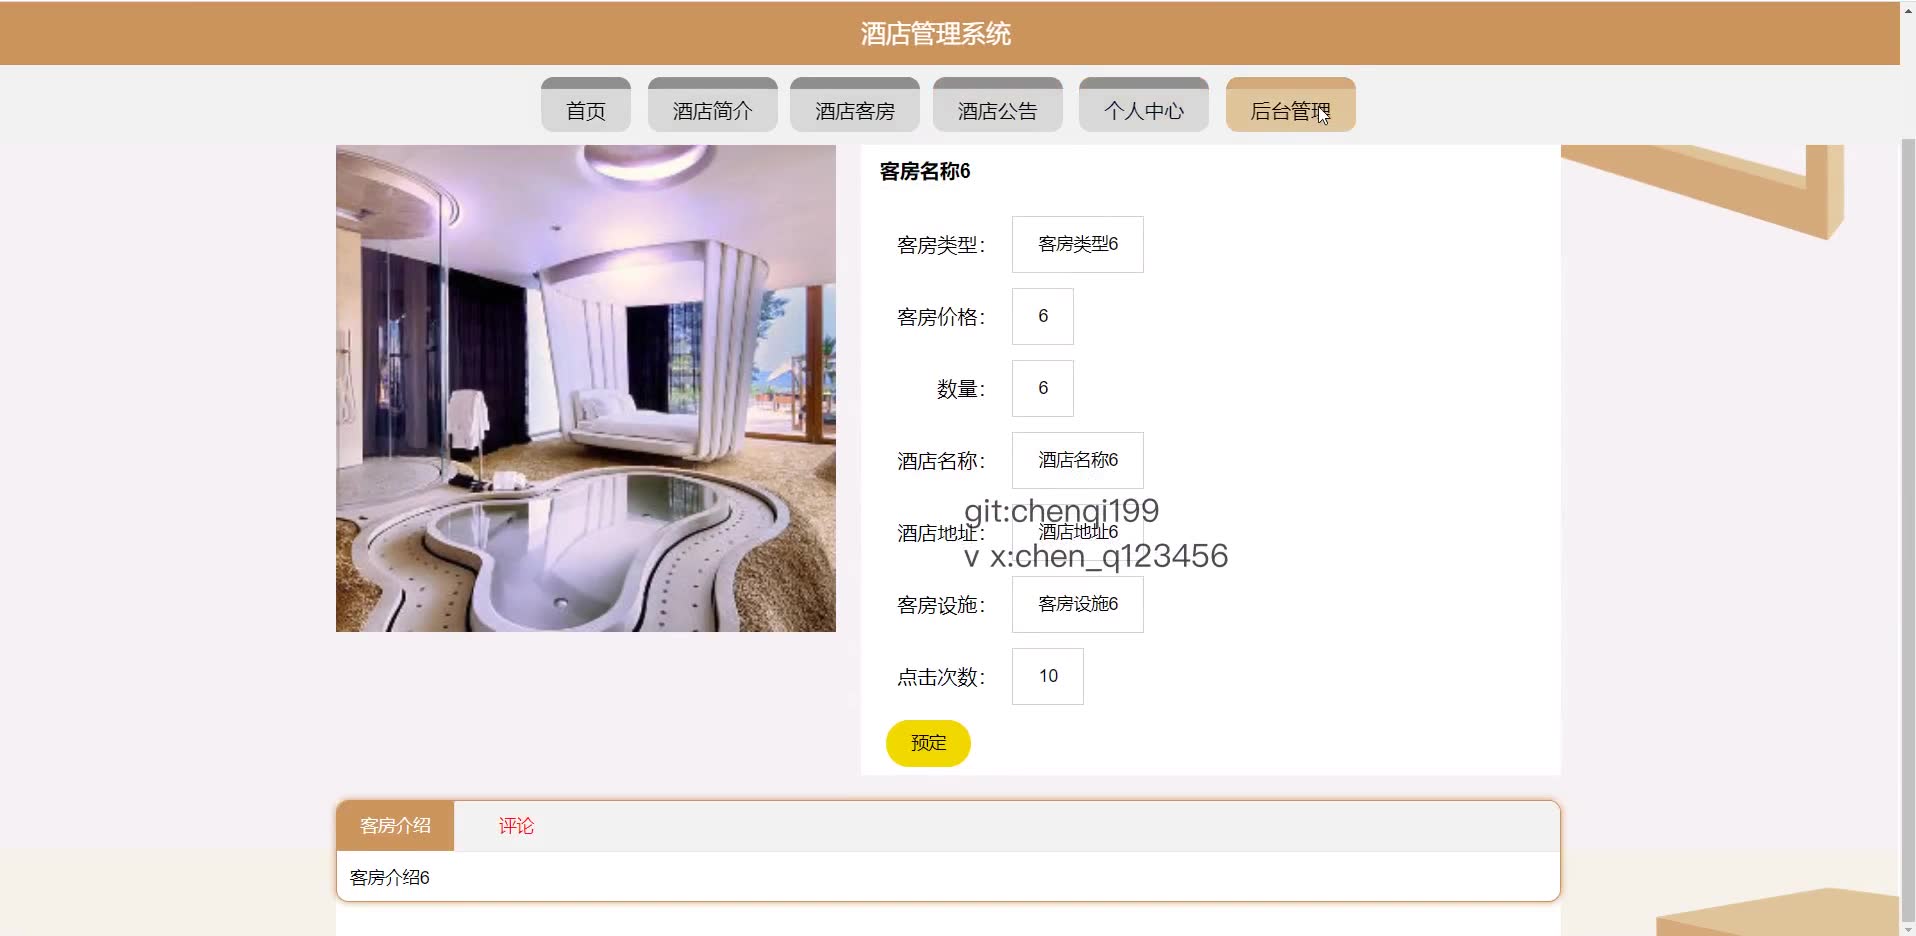 酒店管理系统
首页 酒店简介 酒店客房 酒店公告 个人中心 后台管理
客房名称6
客房类型： 客房类型6
客房价格： 6
数量： 6
酒店名称： 酒店名称6
git:chenqi199
酒店地址： 酒店地址6
v x:chen_q123456
客房设施： 客房设施6
点击次数： 10
预定
客房介绍 评论
客房介绍6